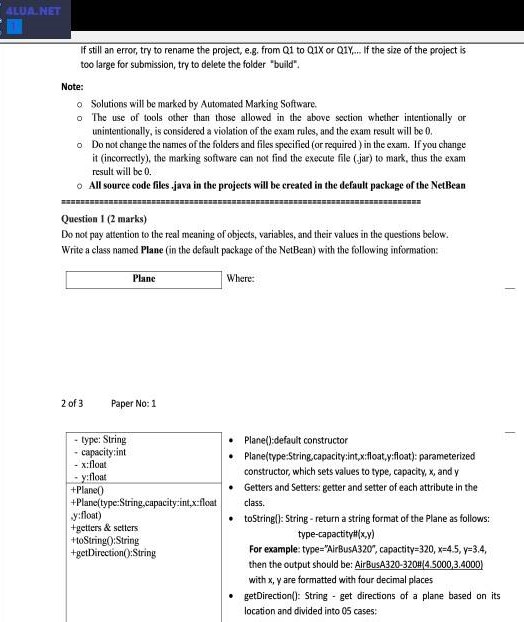 4LUA.NET
If still an error, try to rename the project, e.g. from Q1 to Q1X or Q1Y,... If the size of the project is
too large for submission, try to delete the folder "build".
Note:
o Solutions will be marked by Automated Marking Software.
o The use of tools other than those allowed in the above section whether intentionally or
unintentionally, is considered a violation of the exam rules, and the exam result will be 0.
o Do not change the names of the folders and files specified (or required ) in the exam. If you change
it (incorrectly), the marking software can not find the execute file (.jar) to mark, thus the exam
result will be 0.
o All source code files .java in the projects will be created in the default package of the NetBean
================================================================================
Question 1 (2 marks)
Do not pay attention to the real meaning of objects, variables, and their values in the questions below.
Write a class named Plane (in the default package of the NetBean) with the following information:
Plane
Where:
2 of 3 Paper No: 1
- type: String
- capacity:int
- x:float
- y:float
+Plane()
+Plane(type:String,capacity:int,x:float
,y:float)
+getters & setters
+toString():String
+getDirection():String
• Plane():default constructor
• Plane(type:String,capacity:int,x:float,y:float): parameterized
constructor, which sets values to type, capacity, x, and y
• Getters and Setters: getter and setter of each attribute in the
class.
• toString(): String - return a string format of the Plane as follows:
type-capactity#(x,y)
For example: type="AirBusA320", capactity=320, x=4.5, y=3.4,
then the output should be: AirBusA320-320#(4.5000,3.4000)
with x, y are formatted with four decimal places
• getDirection(): String - get directions of a plane based on its
location and divided into 05 cases: